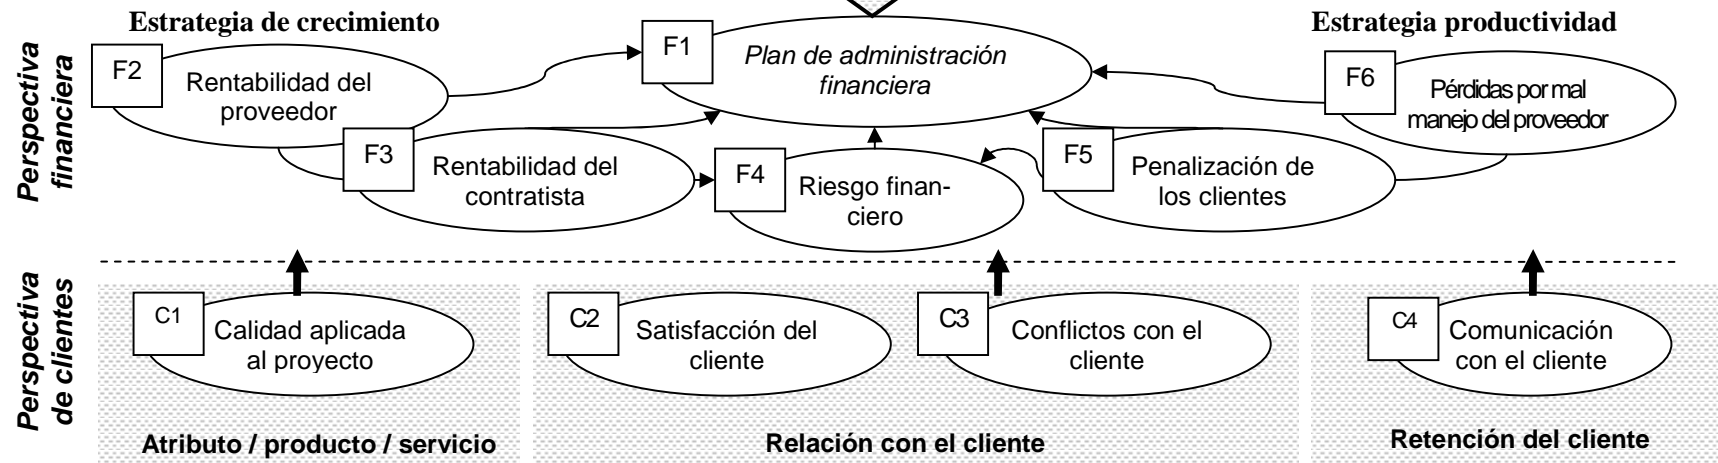 Estrategia de crecimiento
Estrategia productividad
Perspectiva
financiera
F2
Rentabilidad del
proveedor
F1
Plan de administración
financiera
F6
Pérdidas por mal
manejo del proveedor
F3
Rentabilidad del
contratista
F4
Riesgo finan-
ciero
F5
Penalización de
los clientes
Perspectiva
de clientes
C1
Calidad aplicada
al proyecto
C2
Satisfacción del
cliente
C3
Conflictos con el
cliente
C4
Comunicación
con el cliente
Atributo / producto / servicio
Relación con el cliente
Retención del cliente